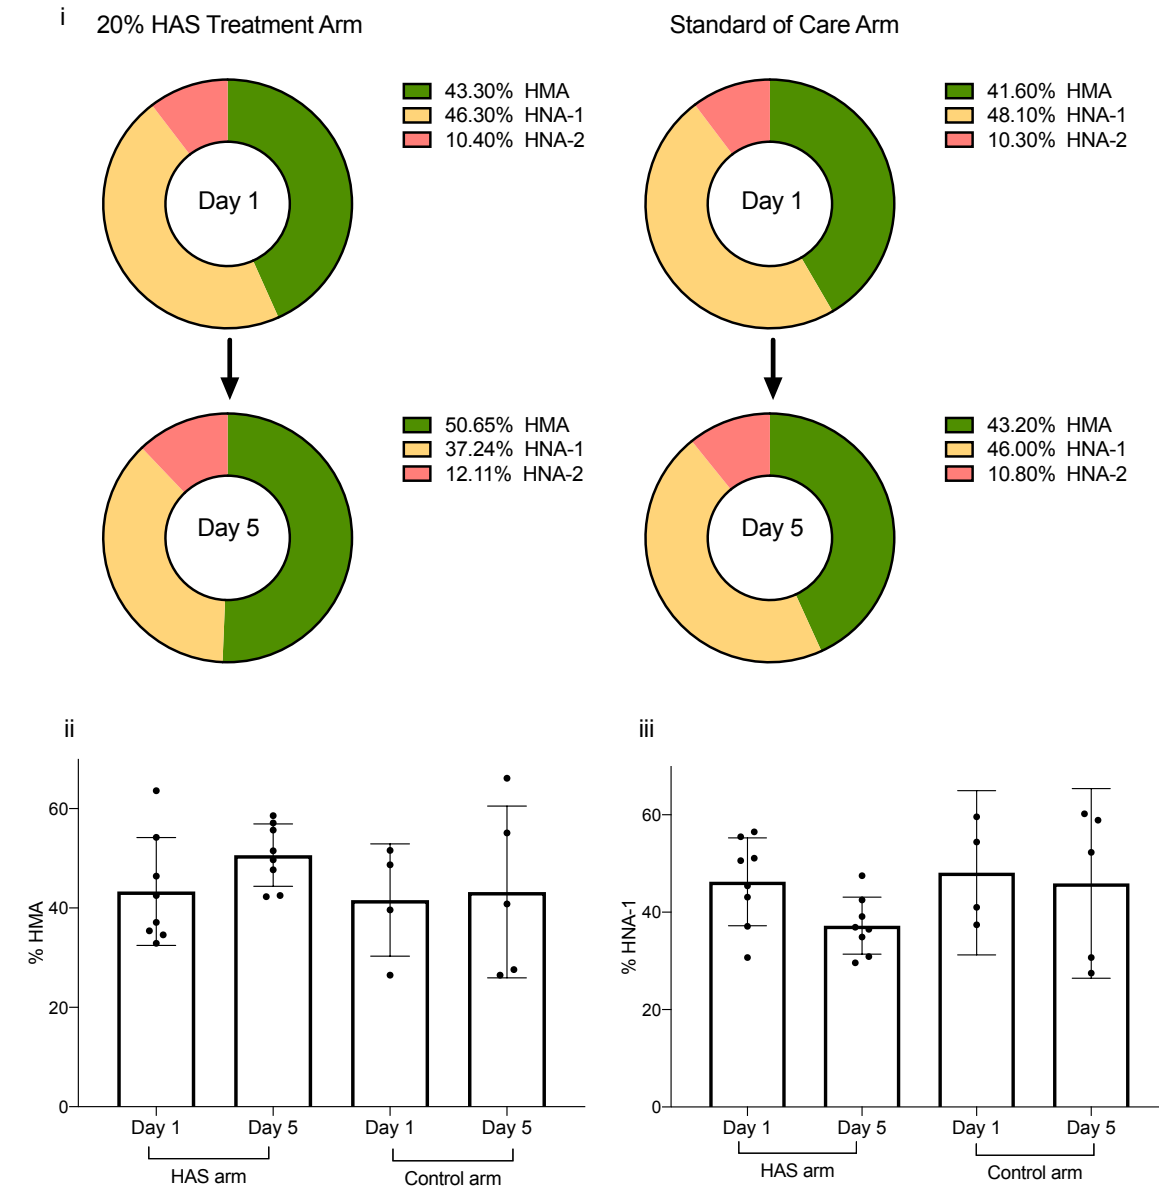 i
20% HAS Treatment Arm
Standard of Care Arm
43.30% HMA
46.30% HNA-1
10.40% HNA-2
Day 1
41.60% HMA
48.10% HNA-1
10.30% HNA-2
Day 1
50.65% HMA
37.24% HNA-1
12.11% HNA-2
Day 5
43.20% HMA
46.00% HNA-1
10.80% HNA-2
Day 5
ii
% HMA
60
40
20
0
Day 1 Day 5 Day 1 Day 5
HAS arm Control arm
iii
% HNA-1
60
40
20
0
Day 1 Day 5 Day 1 Day 5
HAS arm Control arm